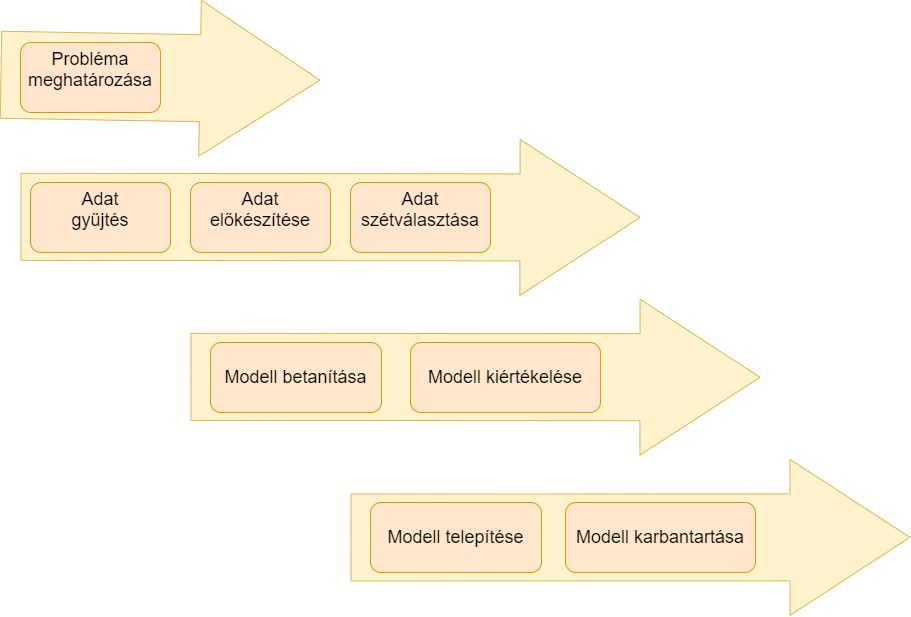 Probléma
meghatározása
Adat
gyűjtés
Adat
előkészítése
Adat
szétválasztása
Modell betanítása
Modell kiértékelése
Modell telepítése
Modell karbantartása